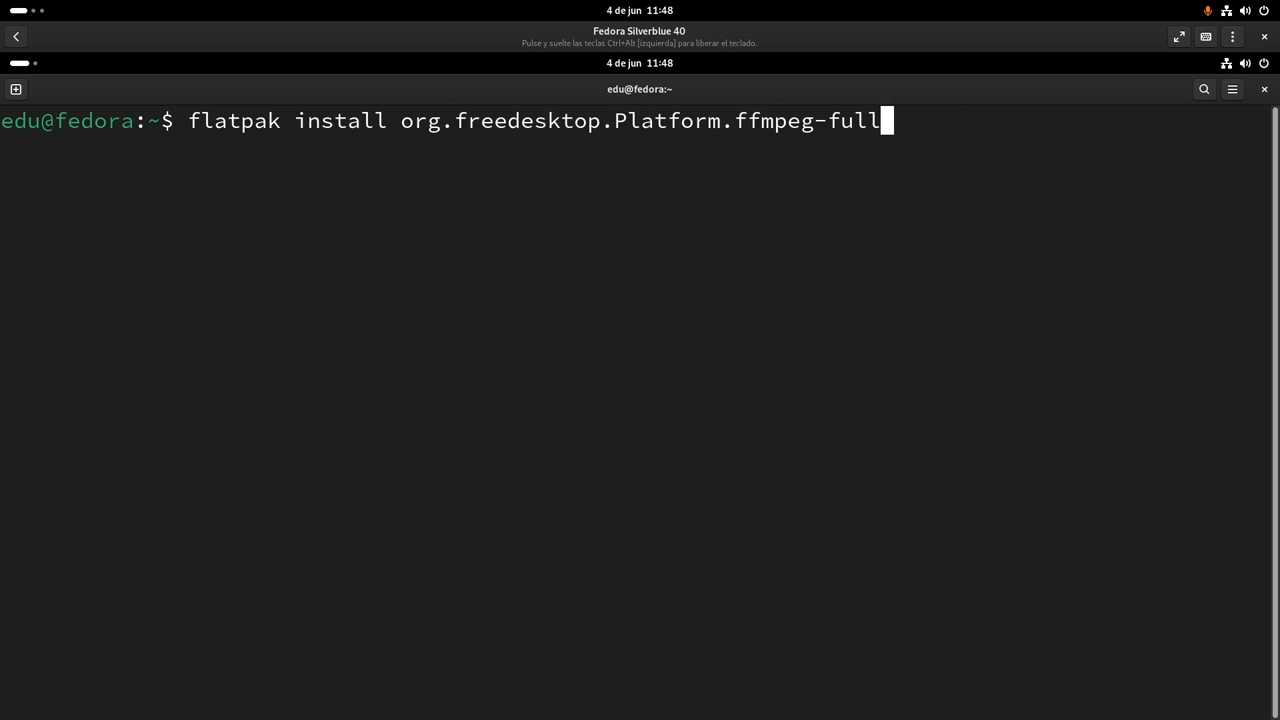 4 de jun 11:48
Fedora Silverblue 40
Pulse y suelte las teclas Ctrl+Alt [izquierda] para liberar el teclado.
4 de jun 11:48
edu@fedora:~
edu@fedora:~$ flatpak install org.freedesktop.Platform.ffmpeg-full